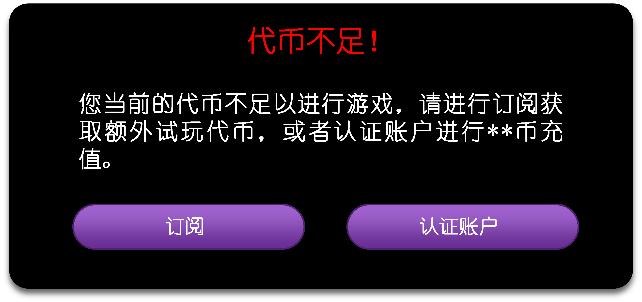 代币不足！
您当前的代币不足以进行游戏，请进行订阅获
取额外试玩代币，或者认证账户进行**币充
值。
订阅
认证账户